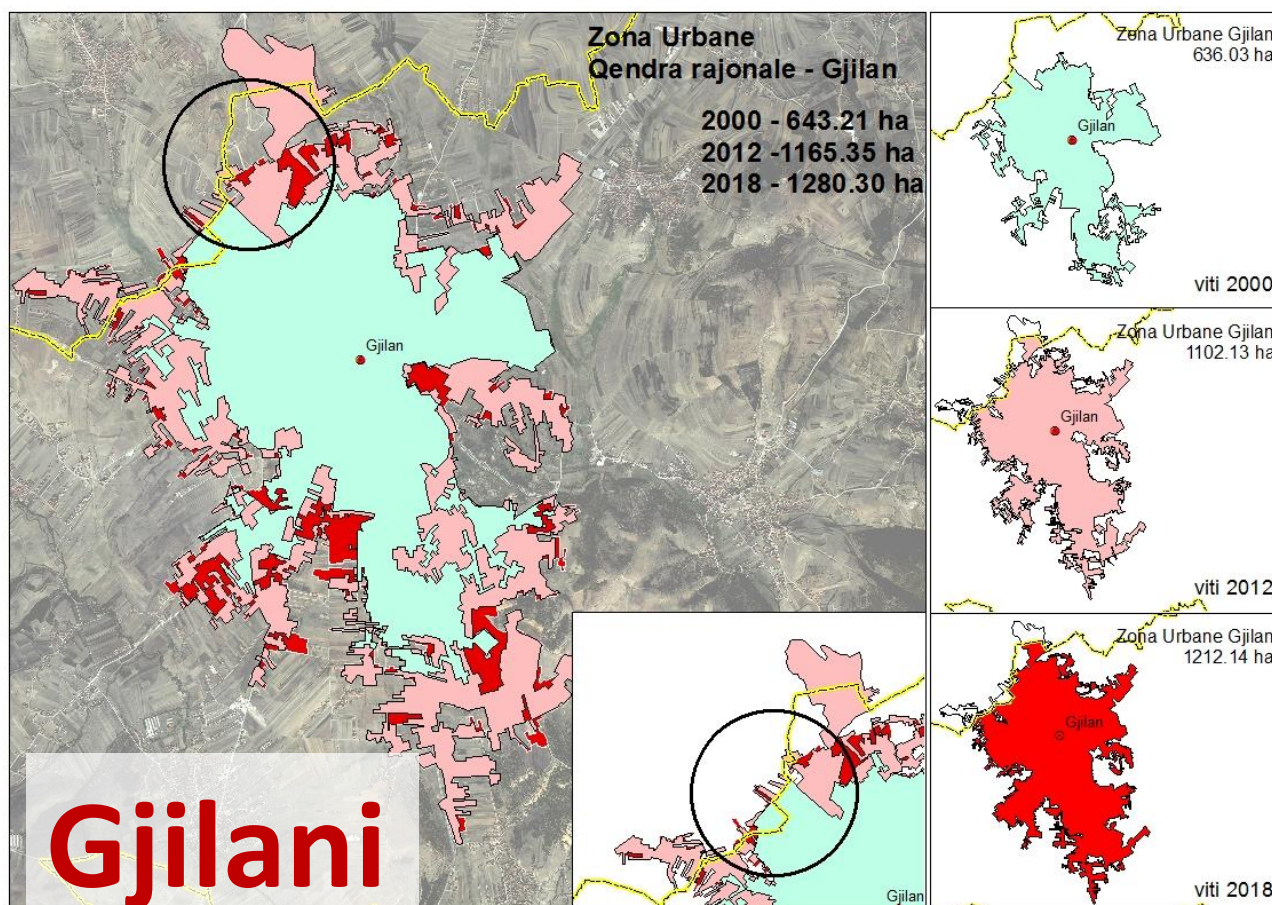 Zona Urbane
Qendra rajonale - Gjilan
2000 - 643.21 ha
2012 -1165.35 ha
2018 - 1280.30 ha
Gjilan
Gjilani
Gjilan
Zona Urbane Gjilan
636.03 ha
Gjilan
viti 2000
Zona Urbane Gjilan
1102.13 ha
Gjilan
viti 2012
Zona Urbane Gjilan
1212.14 ha
Gjilan
viti 2018